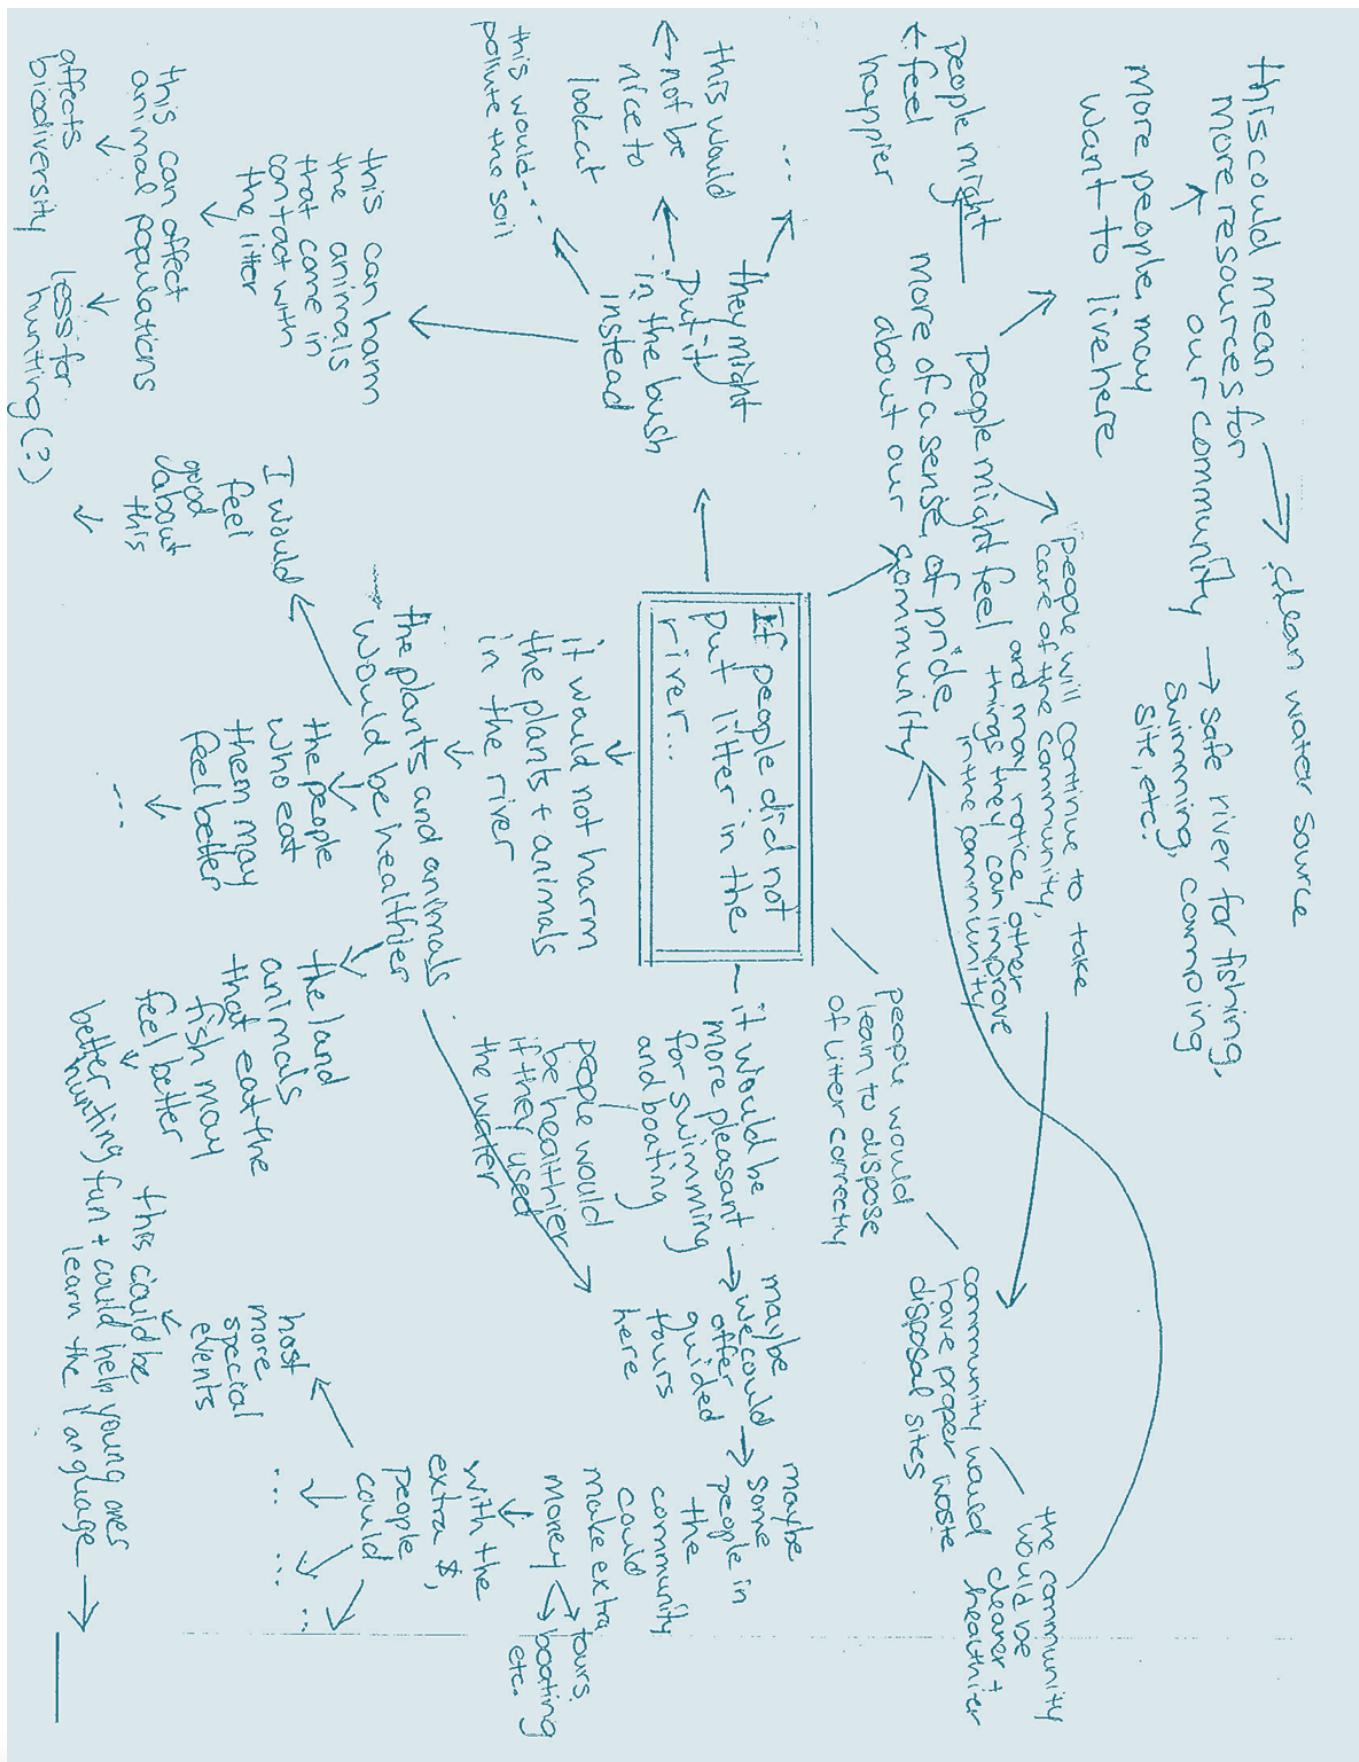 this could mean
more resources for
our community
clean water source
safe river for fishing,
swimming, camping
site, etc.
more people may
want to live here
people will continue to take
care of the community,
and may notice other
things they can improve
in the community
people might
feel
happier
people might feel
more of a sense of pride
about our community
...
they might
put it
in the bush
instead
this would
not be
nice to
look at
this would...
pollute the soil
this can harm
the animals
that come in
contact with
the litter
this can affect
animal populations
affects
biodiversity
less for
hunting (?)
If people did not
put litter in the
river...
people would
learn to dispose
of litter correctly
community would
have proper waste
disposal sites
the community
would be
cleaner +
healthier
it would be
more pleasant
for swimming
and boating
maybe
we could
offer
guided
tours
here
maybe
some
people in
the
community
could
make extra
money
tours
boating
etc.
with the
extra $,
people
could
host
more
special
events
...
...
...
it would not harm
the plants + animals
in the river
people would
be healthier
if they used
the water
the plants and animals
would be healthier
I would
feel
good
about
this
the people
who eat
them may
feel better
...
the land
animals
that eat the
fish may
feel better
better hunting
this could be
fun + could help young ones
learn the language